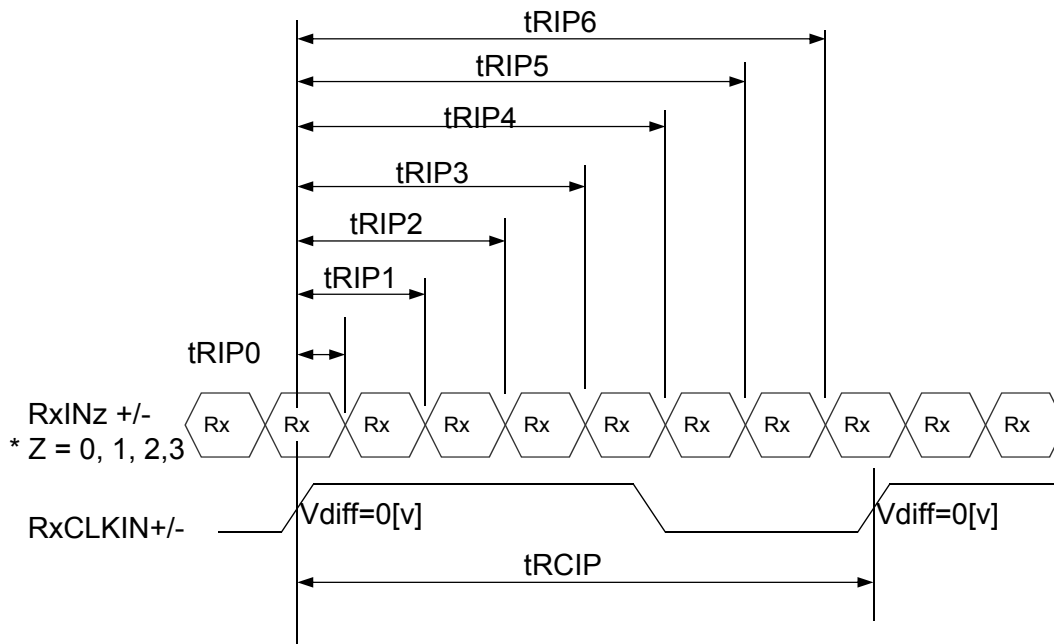 tRIP6
tRIP5
tRIP4
tRIP3
tRIP2
tRIP1
tRIP0
RxINz +/-
* Z = 0, 1, 2,3
Rx Rx Rx Rx Rx Rx Rx Rx Rx Rx Rx
RxCLKIN+/-
Vdiff=0[v] Vdiff=0[v]
tRCIP